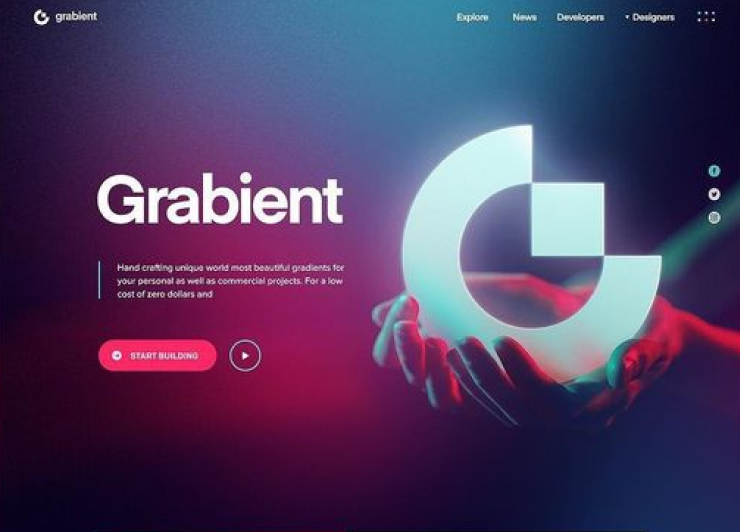 grabient
Explore News Developers Designers
Grabient
Hand crafting unique world most beautiful gradients for
your personal as well as commercial projects. For a low
cost of zero dollars and
START BUILDING